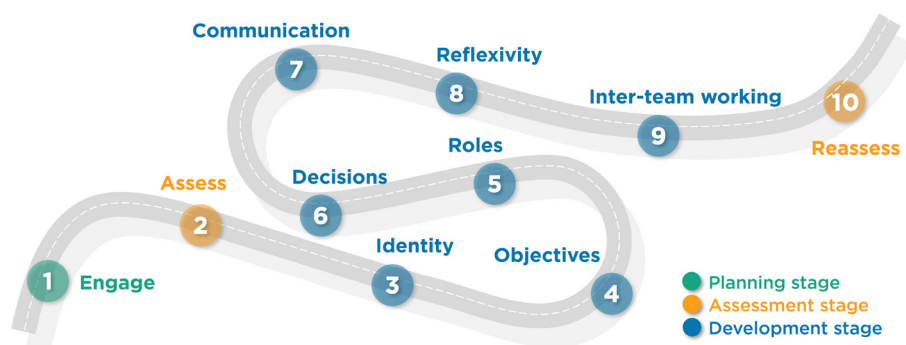 1
Engage
2
Assess
3
Identity
4
Objectives
5
Roles
6
Decisions
7
Communication
8
Reflexivity
9
Inter-team working
10
Reassess
Planning stage
Assessment stage
Development stage